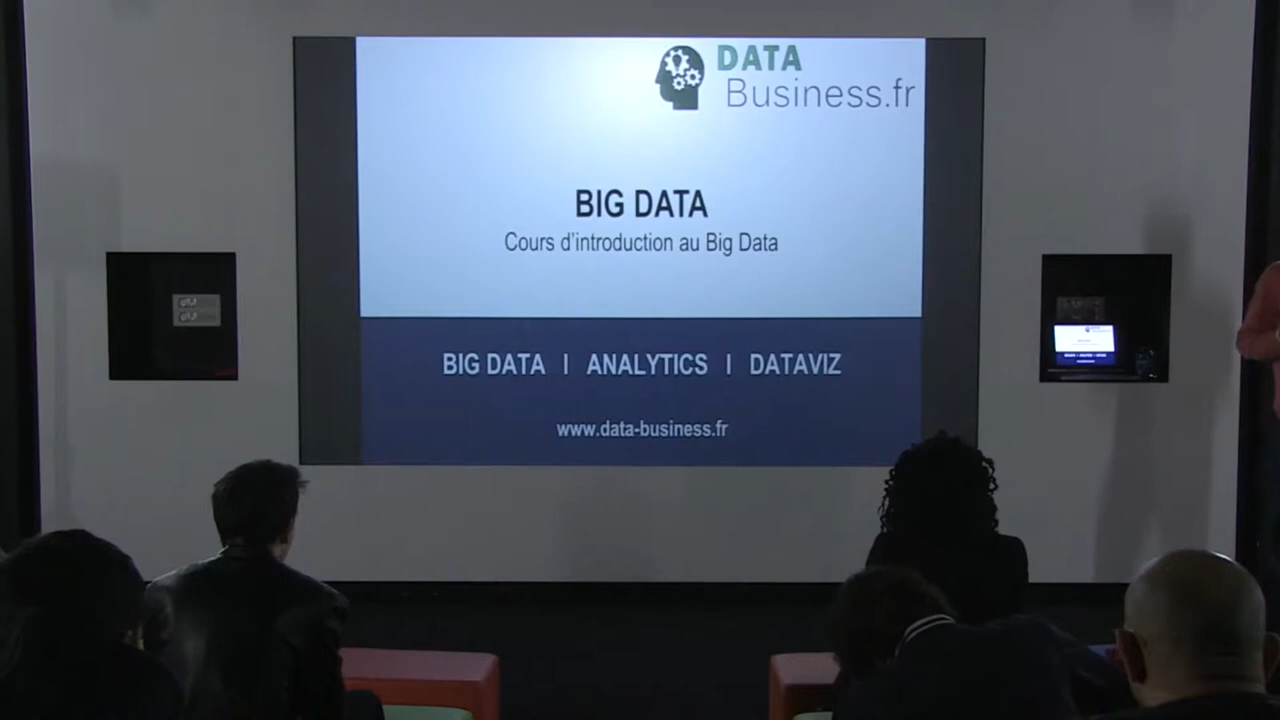 DATA
Business.fr
BIG DATA
Cours d'introduction au Big Data
BIG DATA | ANALYTICS | DATAVIZ
www.data-business.fr